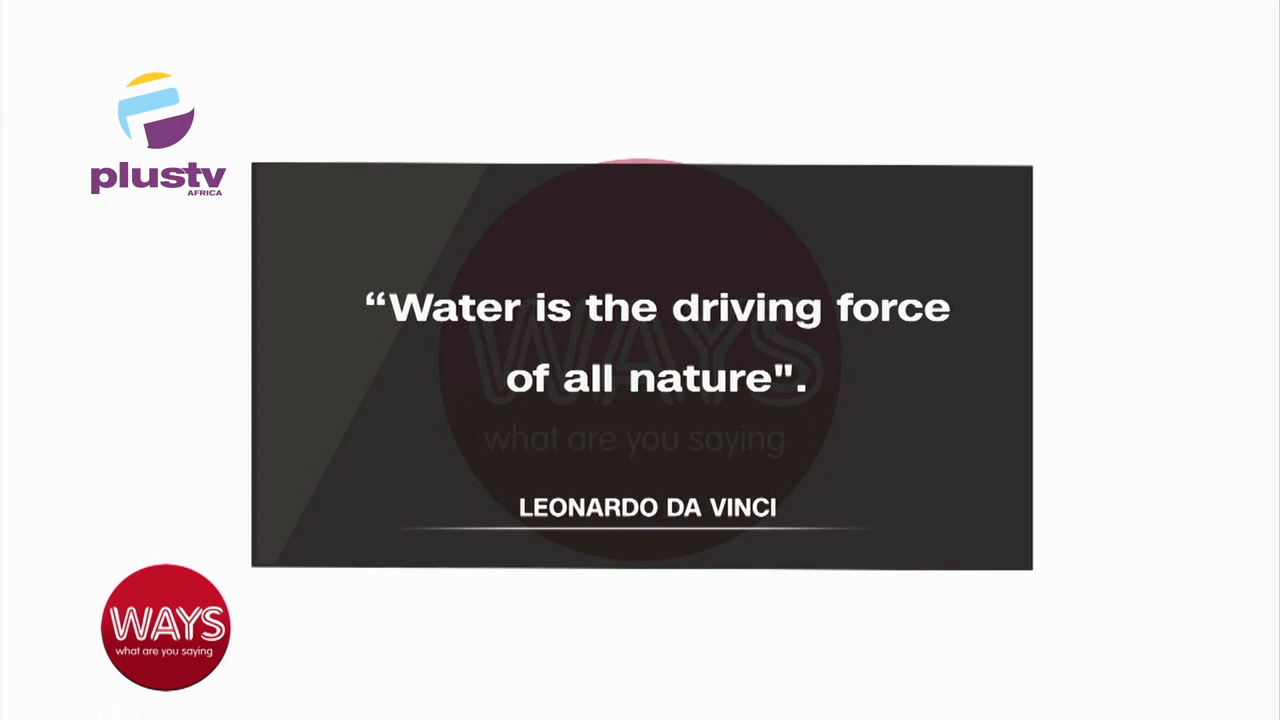 plustv
AFRICA
“Water is the driving force
of all nature".
WAYS
what are you saying
LEONARDO DA VINCI
WAYS
what are you saying